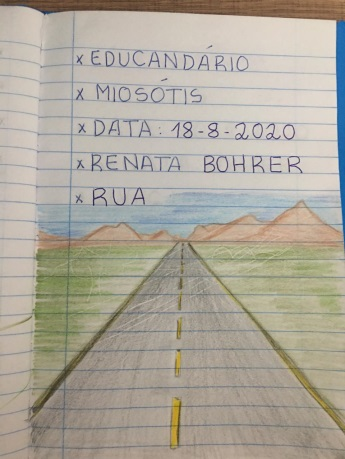 x EDUCANDÁRIO
x MIOSÓTIS
x DATA: 18-8-2020
x RENATA BOHRER
x RUA